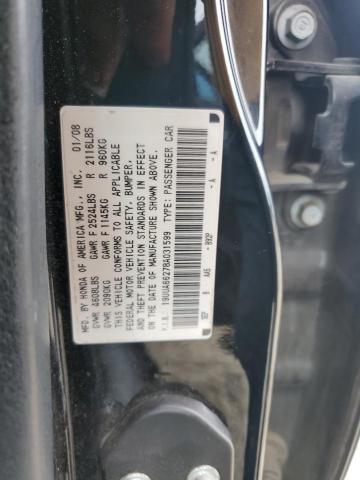 MFD. BY HONDA OF AMERICA MFG., INC. 01/08
GVWR 4608LBS GAWR F 2524LBS R 2116LBS
GVWR 2090KG GAWR F 1145KG R 960KG
THIS VEHICLE CONFORMS TO ALL APPLICABLE
FEDERAL MOTOR VEHICLE SAFETY, BUMPER,
AND THEFT PREVENTION STANDARDS IN EFFECT
ON THE DATE OF MANUFACTURE SHOWN ABOVE.
V.I.N. 19UUA66278A031599 TYPE: PASSENGER CAR
- A - A